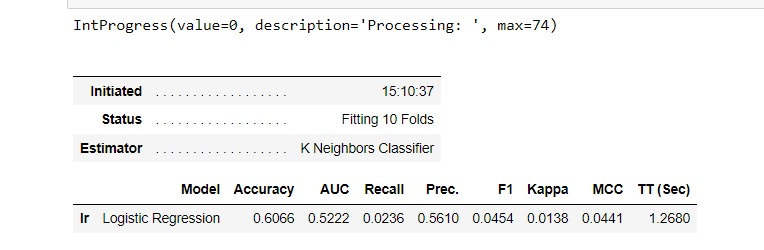 IntProgress(value=0, description='Processing: ', max=74)
Initiated . . . . . . . . . . . . . . . . . . 15:10:37
Status . . . . . . . . . . . . . . . . . . Fitting 10 Folds
Estimator . . . . . . . . . . . . . . . . . . K Neighbors Classifier
Model Accuracy AUC Recall Prec. F1 Kappa MCC TT (Sec)
lr Logistic Regression 0.6066 0.5222 0.0236 0.5610 0.0454 0.0138 0.0441 1.2680